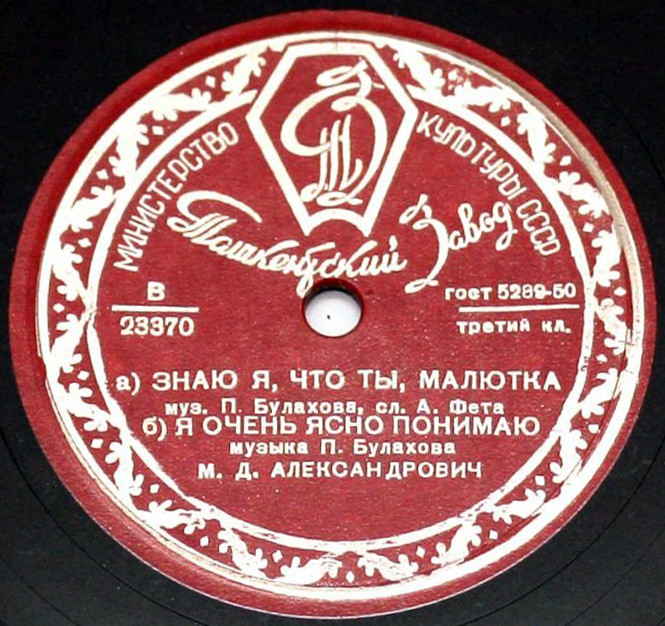 МИНИСТЕРСТВО КУЛЬТУРЫ СССР
ТДЗ
Ташкентский Завод
В
23370
ГОСТ 5289-50
третий кл.
а) ЗНАЮ Я, ЧТО ТЫ, МАЛЮТКА
муз. П. Булахова, сл. А. Фета
б) Я ОЧЕНЬ ЯСНО ПОНИМАЮ
музыка П. Булахова
М. Д. АЛЕКСАНДРОВИЧ